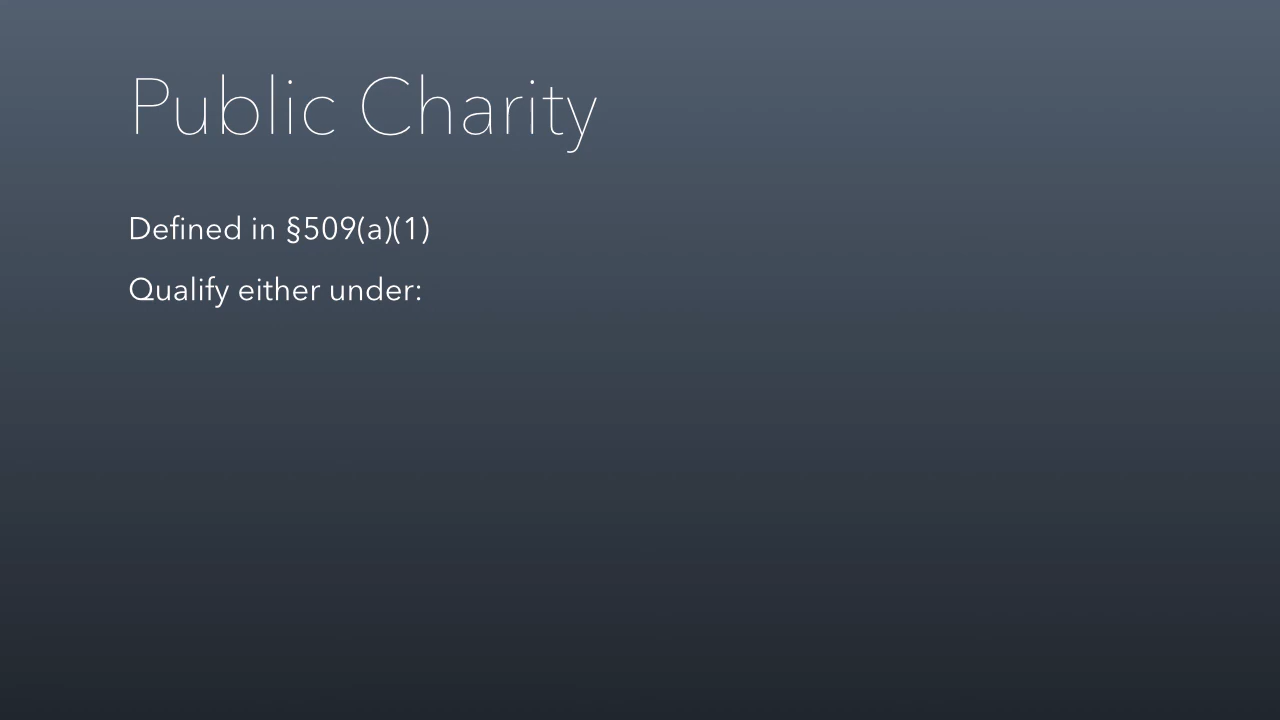 Public Charity
Defined in §509(a)(1)
Qualify either under: